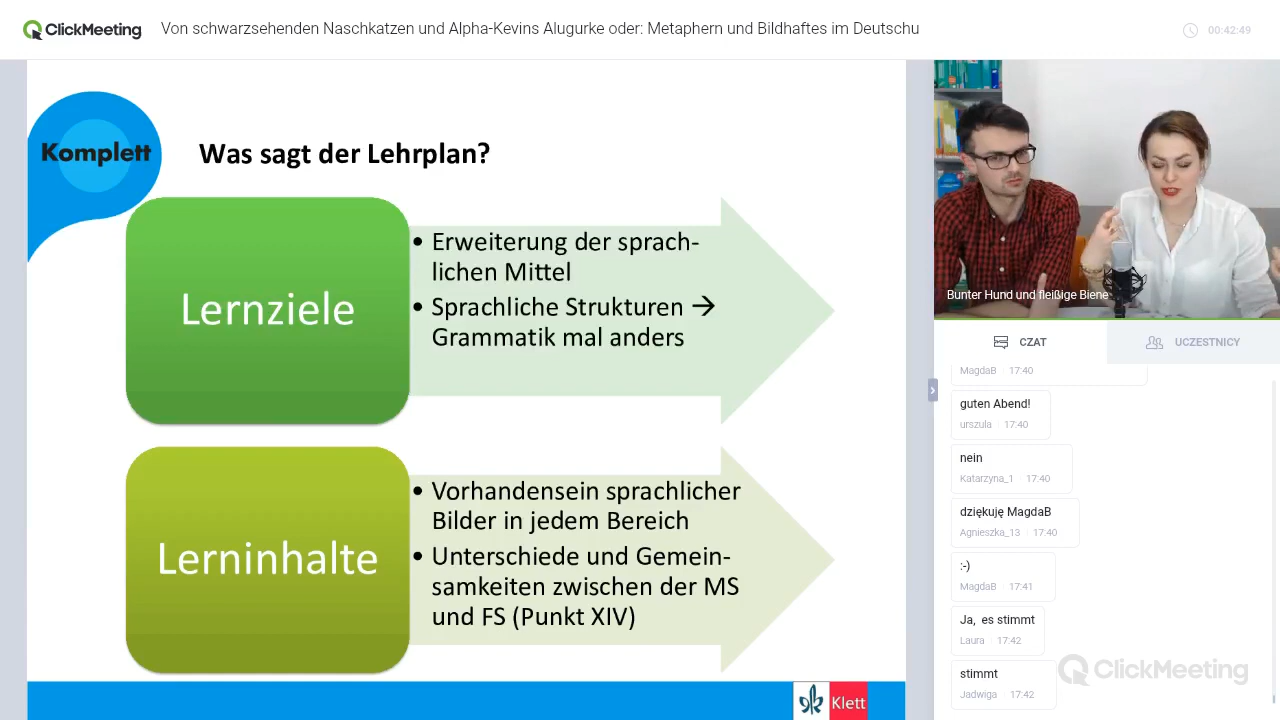 ClickMeeting
Von schwarzsehenden Naschkatzen und Alpha-Kevins Alugurke oder: Metaphern und Bildhaftes im Deutschu
00:42:49
Komplett
Was sagt der Lehrplan?
Lernziele
• Erweiterung der sprach-
lichen Mittel
• Sprachliche Strukturen →
Grammatik mal anders
Lerninhalte
• Vorhandensein sprachlicher
Bilder in jedem Bereich
• Unterschiede und Gemein-
samkeiten zwischen der MS
und FS (Punkt XIV)
Klett
Bunter Hund und fleißige Biene
CZAT
UCZESTNICY
MagdaB 17:40
guten Abend!
urszula 17:40
nein
Katarzyna_1 17:40
dziękuję MagdaB
Agnieszka_13 17:40
:-)
MagdaB 17:41
Ja, es stimmt
Laura 17:42
stimmt
Jadwiga 17:42
ClickMeeting